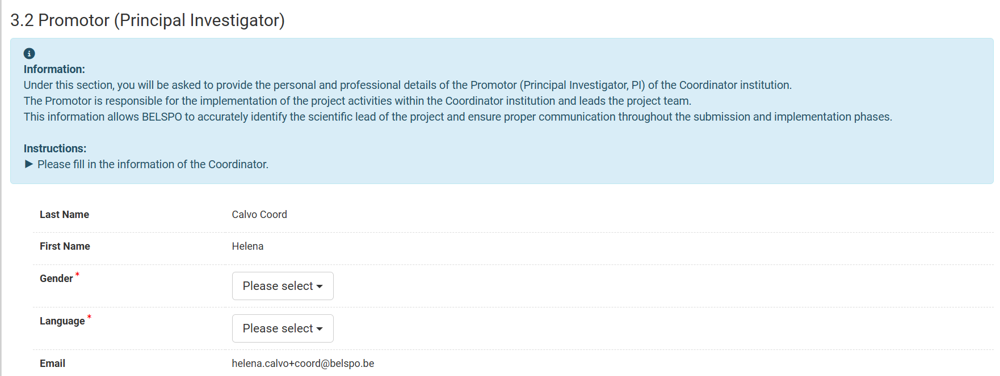 3.2 Promotor (Principal Investigator)
Information:
Under this section, you will be asked to provide the personal and professional details of the Promotor (Principal Investigator, PI) of the Coordinator institution.
The Promotor is responsible for the implementation of the project activities within the Coordinator institution and leads the project team.
This information allows BELSPO to accurately identify the scientific lead of the project and ensure proper communication throughout the submission and implementation phases.
Instructions:
► Please fill in the information of the Coordinator.
Last Name Calvo Coord
First Name Helena
Gender * Please select
Language * Please select
Email helena.calvo+coord@belspo.be